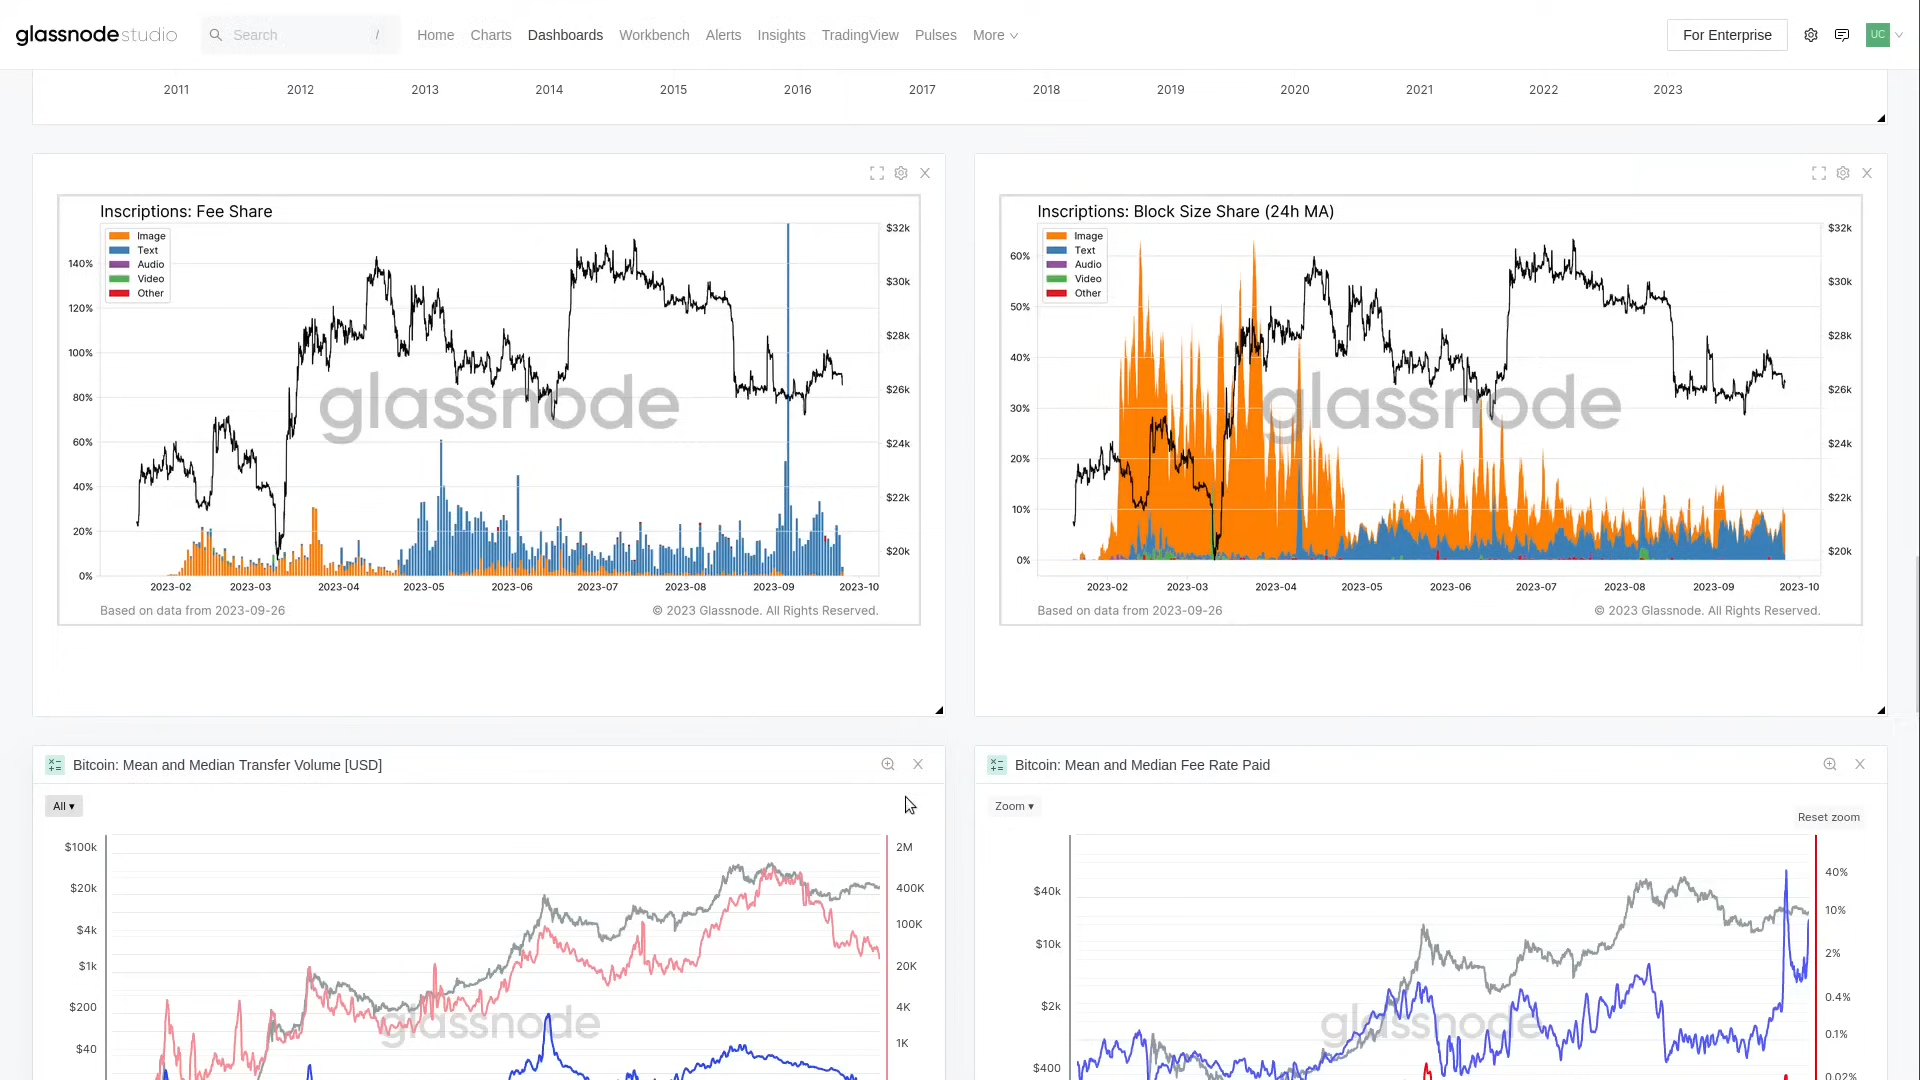 glassnodestudio
Search /
Home Charts Dashboards Workbench Alerts Insights TradingView Pulses More
For Enterprise
UC
2011 2012 2013 2014 2015 2016 2017 2018 2019 2020 2021 2022 2023
Inscriptions: Fee Share
Image
Text
Audio
Video
Other
140%
120%
100%
80%
60%
40%
20%
0%
$32k
$30k
$28k
$26k
$24k
$22k
$20k
glassnode
2023-02 2023-03 2023-04 2023-05 2023-06 2023-07 2023-08 2023-09 2023-10
Based on data from 2023-09-26
© 2023 Glassnode. All Rights Reserved.
Inscriptions: Block Size Share (24h MA)
Image
Text
Audio
Video
Other
60%
50%
40%
30%
20%
10%
0%
$32k
$30k
$28k
$26k
$24k
$22k
$20k
glassnode
2023-02 2023-03 2023-04 2023-05 2023-06 2023-07 2023-08 2023-09 2023-10
Based on data from 2023-09-26
© 2023 Glassnode. All Rights Reserved.
Bitcoin: Mean and Median Transfer Volume [USD]
All ▾
$100k
$20k
$4k
$1k
$200
$40
2M
400K
100K
20K
4K
1K
glassnode
Bitcoin: Mean and Median Fee Rate Paid
Zoom ▾
Reset zoom
$40k
$10k
$2k
$400
40%
10%
2%
0.4%
0.1%
0.02%
glassnode